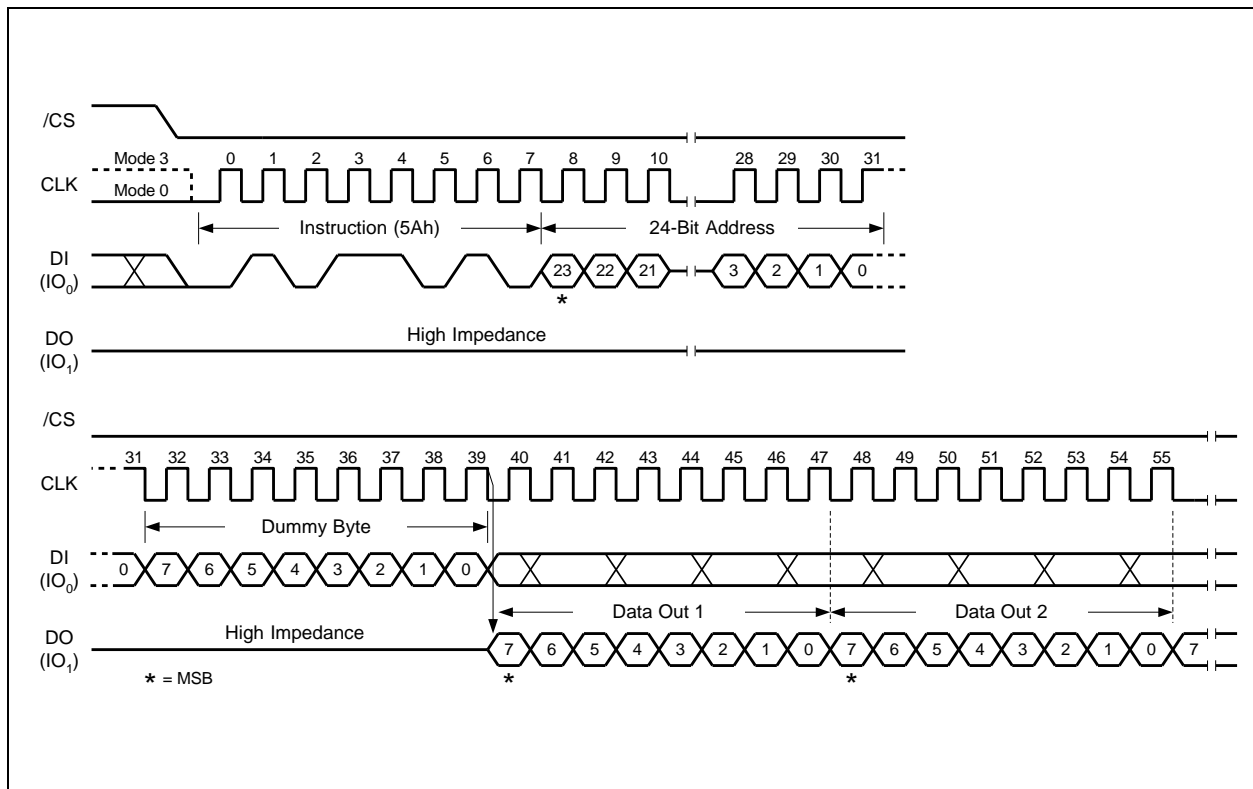 /CS
Mode 3 0 1 2 3 4 5 6 7 8 9 10 28 29 30 31
CLK Mode 0
Instruction (5Ah) 24-Bit Address
DI
(IO0) 23 22 21 3 2 1 0
*
DO
(IO1) High Impedance
/CS
31 32 33 34 35 36 37 38 39 40 41 42 43 44 45 46 47 48 49 50 51 52 53 54 55
CLK
Dummy Byte
DI
(IO0) 0 7 6 5 4 3 2 1 0
Data Out 1 Data Out 2
DO
(IO1) High Impedance 7 6 5 4 3 2 1 0 7 6 5 4 3 2 1 0 7
* = MSB * *